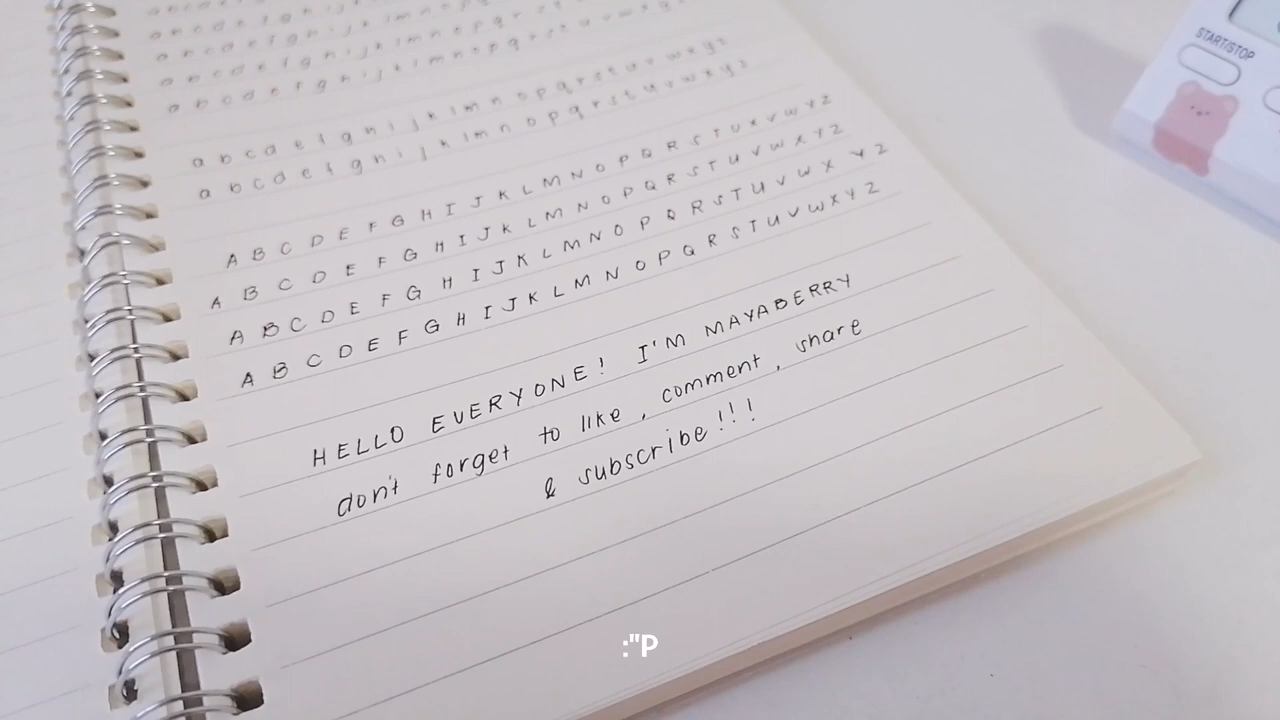 a b c d e f g h i j k l m n o p q r s t u v w x y z
a b c d e f g h i j k l m n o p q r s t u v w x y z
A B C D E F G H I J K L M N O P Q R S T U X V W Y Z
A B C D E F G H I J K L M N O P Q R S T U V W X Y Z
A B C D E F G H I J K L M N O P Q R S T U V W X Y Z
A B C D E F G H I J K L M N O P Q R S T U V W X Y Z
HELLO EVERYONE! I'M MAYABERRY
don't forget to like, comment, share
& subscribe!!!
START/STOP
:"P